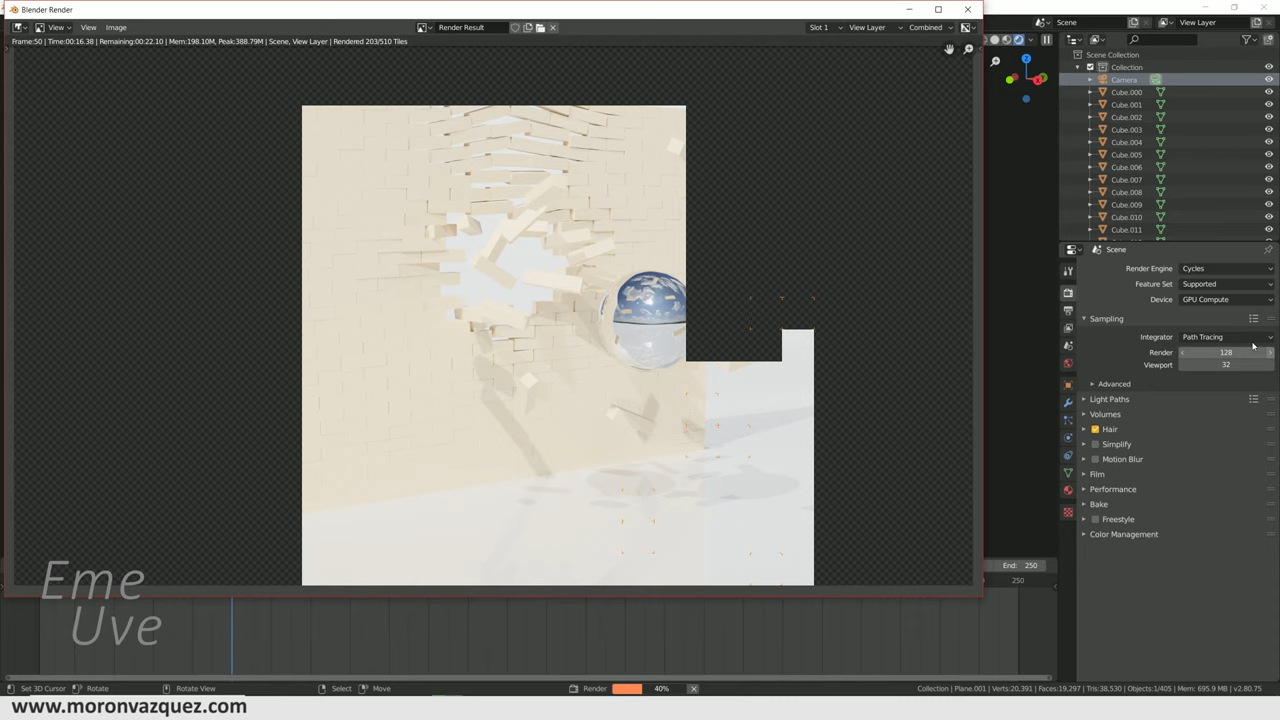 Blender Render
View View Image Render Result Slot 1 View Layer Combined
Frame:50 | Time:00:16.38 | Remaining:00:22.10 | Mem:198.10M, Peak:388.79M | Scene, View Layer | Rendered 203/510 Tiles
Scene View Layer
Scene Collection
Collection
Camera
Cube.000
Cube.001
Cube.002
Cube.003
Cube.004
Cube.005
Cube.006
Cube.007
Cube.008
Cube.009
Cube.010
Cube.011
Scene
Render Engine Cycles
Feature Set Supported
Device GPU Compute
Sampling
Integrator Path Tracing
Render 128
Viewport 32
Advanced
Light Paths
Volumes
Hair
Simplify
Motion Blur
Film
Performance
Bake
Freestyle
Color Management
End: 250
250
Eme
Uve
Set 3D Cursor Rotate Rotate View Select Move Render 40% Collection | Plane.001 | Verts:20,391 | Faces:19,297 | Tris:38,530 | Objects:1/405 | Mem: 695.9 MB | v2.80.75
www.moronvazquez.com